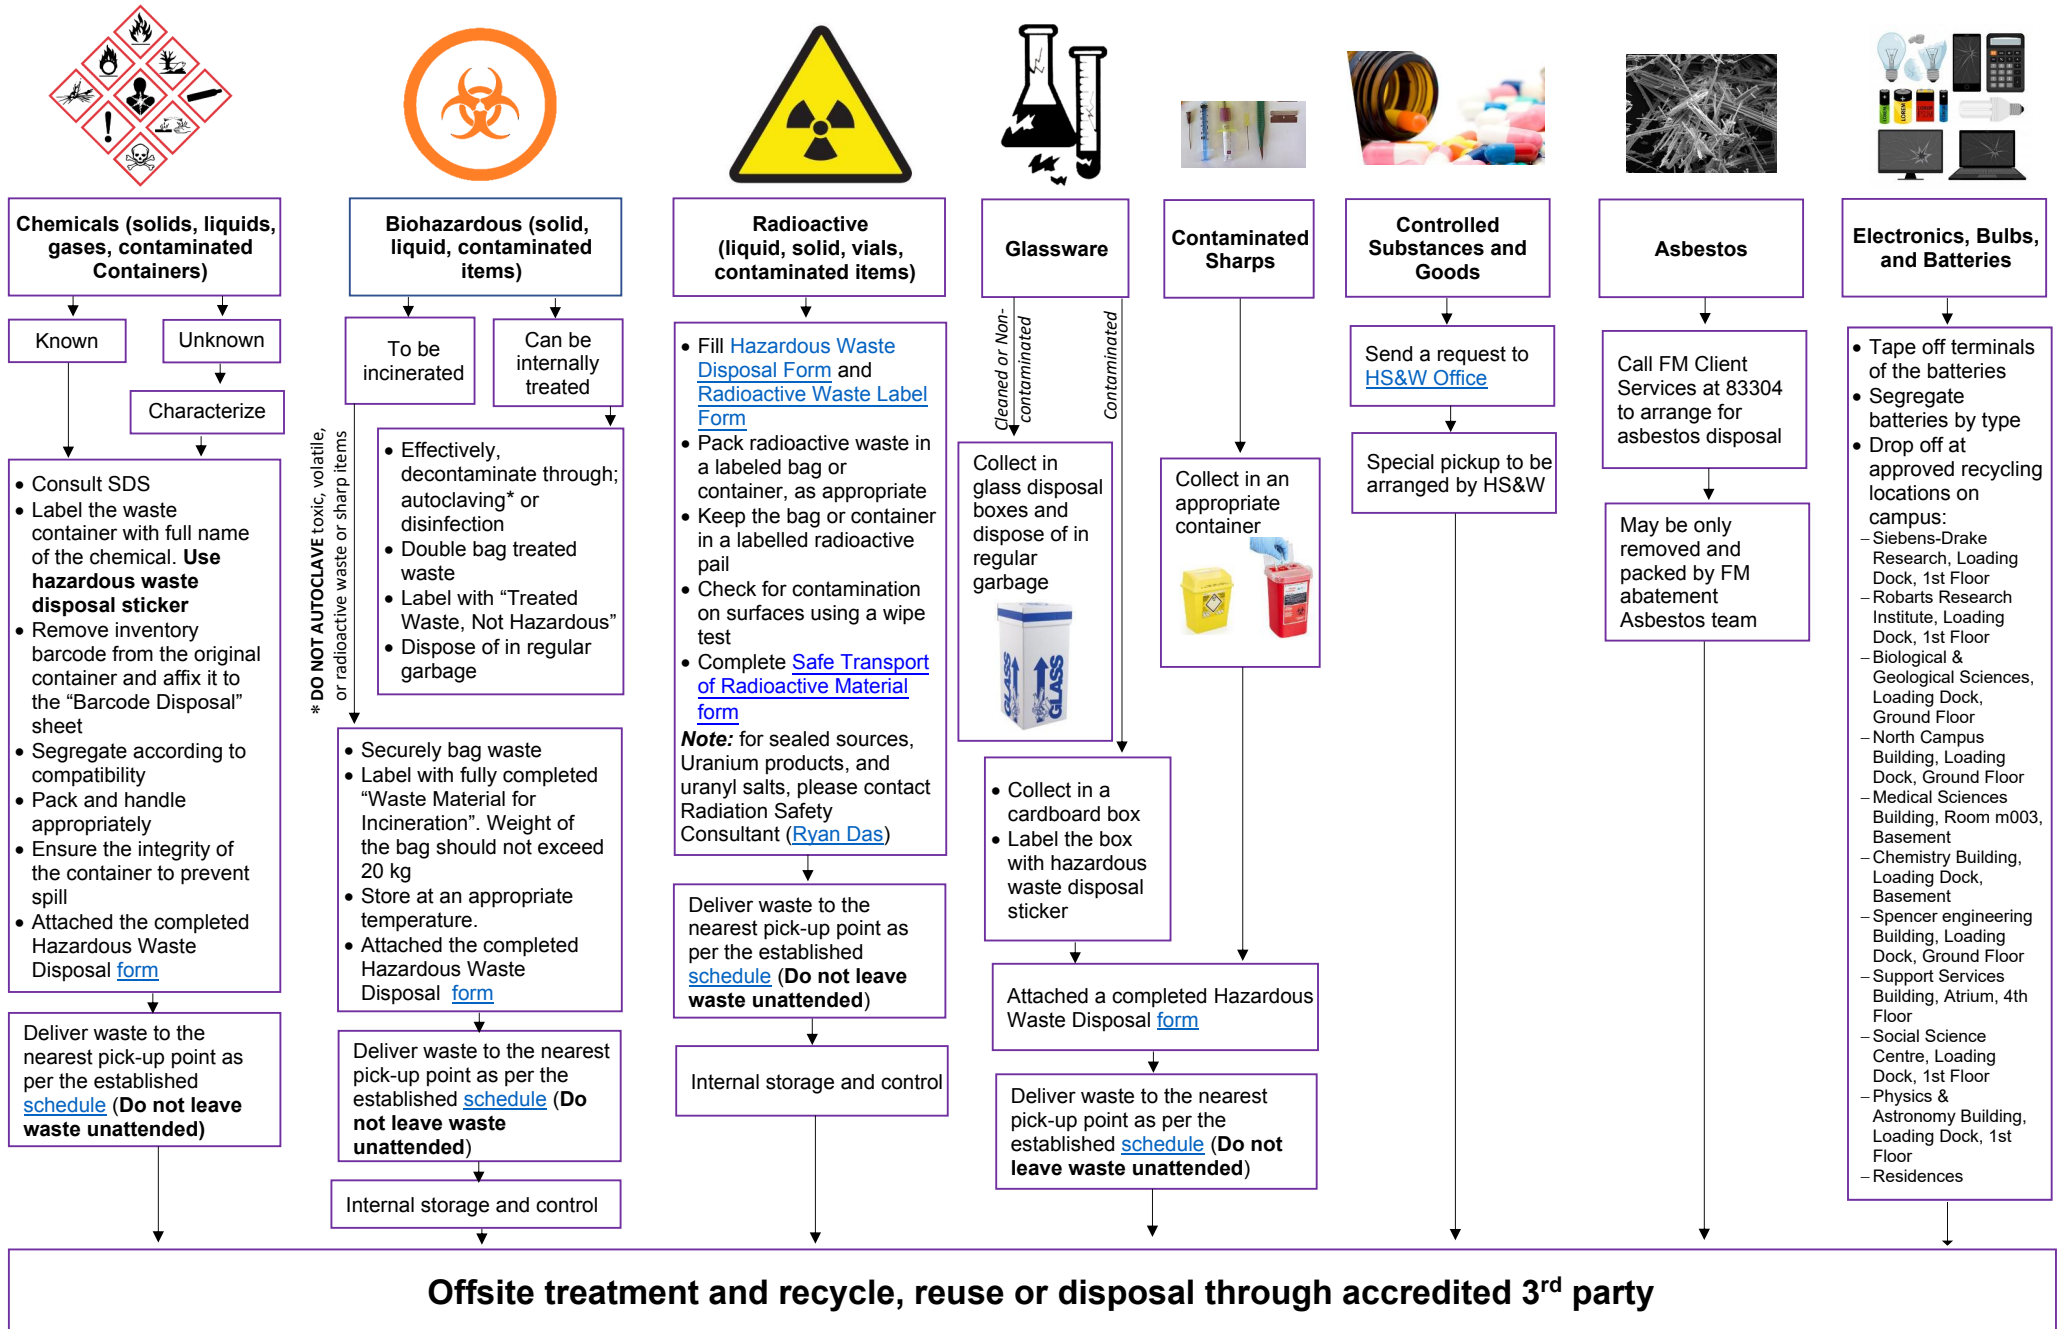 Chemicals (solids, liquids,
gases, contaminated
Containers)
Known
Unknown
Characterize
• Consult SDS
• Label the waste
container with full name
of the chemical. Use
hazardous waste
disposal sticker
• Remove inventory
barcode from the original
container and affix it to
the “Barcode Disposal”
sheet
• Segregate according to
compatibility
• Pack and handle
appropriately
• Ensure the integrity of
the container to prevent
spill
• Attached the completed
Hazardous Waste
Disposal form
Deliver waste to the
nearest pick-up point as
per the established
schedule (Do not leave
waste unattended)
Biohazardous (solid,
liquid, contaminated
items)
To be
incinerated
Can be
internally
treated
* DO NOT AUTOCLAVE toxic, volatile,
or radioactive waste or sharp items
• Effectively,
decontaminate through;
autoclaving* or
disinfection
• Double bag treated
waste
• Label with “Treated
Waste, Not Hazardous”
• Dispose of in regular
garbage
• Securely bag waste
• Label with fully completed
“Waste Material for
Incineration”. Weight of
the bag should not exceed
20 kg
• Store at an appropriate
temperature.
• Attached the completed
Hazardous Waste
Disposal form
Deliver waste to the nearest
pick-up point as per the
established schedule (Do
not leave waste
unattended)
Internal storage and control
Radioactive
(liquid, solid, vials,
contaminated items)
• Fill Hazardous Waste
Disposal Form and
Radioactive Waste Label
Form
• Pack radioactive waste in
a labeled bag or
container, as appropriate
• Keep the bag or container
in a labelled radioactive
pail
• Check for contamination
on surfaces using a wipe
test
• Complete Safe Transport
of Radioactive Material
form
Note: for sealed sources,
Uranium products, and
uranyl salts, please contact
Radiation Safety
Consultant (Ryan Das)
Deliver waste to the
nearest pick-up point as
per the established
schedule (Do not leave
waste unattended)
Internal storage and control
Glassware
Cleaned or Non-
contaminated
Contaminated
Collect in
glass disposal
boxes and
dispose of in
regular
garbage
GLASS
GLASS
• Collect in a
cardboard box
• Label the box
with hazardous
waste disposal
sticker
Contaminated
Sharps
Collect in an
appropriate
container
Attached a completed Hazardous
Waste Disposal form
Deliver waste to the nearest
pick-up point as per the
established schedule (Do not
leave waste unattended)
Controlled
Substances and
Goods
Send a request to
HS&W Office
Special pickup to be
arranged by HS&W
Asbestos
Call FM Client
Services at 83304
to arrange for
asbestos disposal
May be only
removed and
packed by FM
abatement
Asbestos team
Electronics, Bulbs,
and Batteries
• Tape off terminals
of the batteries
• Segregate
batteries by type
• Drop off at
approved recycling
locations on
campus:
– Siebens-Drake
Research, Loading
Dock, 1st Floor
– Robarts Research
Institute, Loading
Dock, 1st Floor
– Biological &
Geological Sciences,
Loading Dock,
Ground Floor
– North Campus
Building, Loading
Dock, Ground Floor
– Medical Sciences
Building, Room m003,
Basement
– Chemistry Building,
Loading Dock,
Basement
– Spencer engineering
Building, Loading
Dock, Ground Floor
– Support Services
Building, Atrium, 4th
Floor
– Social Science
Centre, Loading
Dock, 1st Floor
– Physics &
Astronomy Building,
Loading Dock, 1st
Floor
– Residences
Offsite treatment and recycle, reuse or disposal through accredited 3rd party